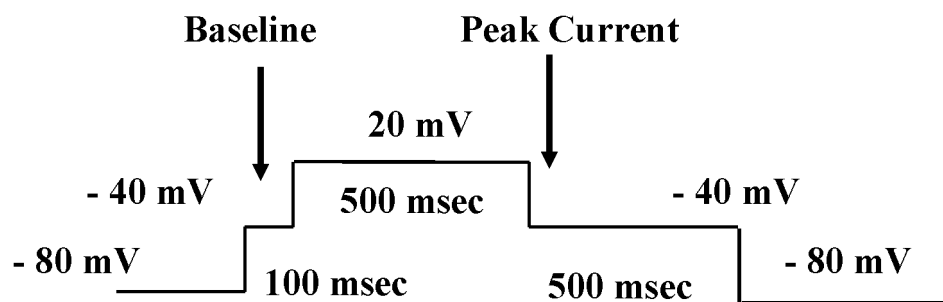 Baseline
Peak Current
20 mV
- 40 mV
500 msec
- 40 mV
- 80 mV
100 msec
500 msec
- 80 mV